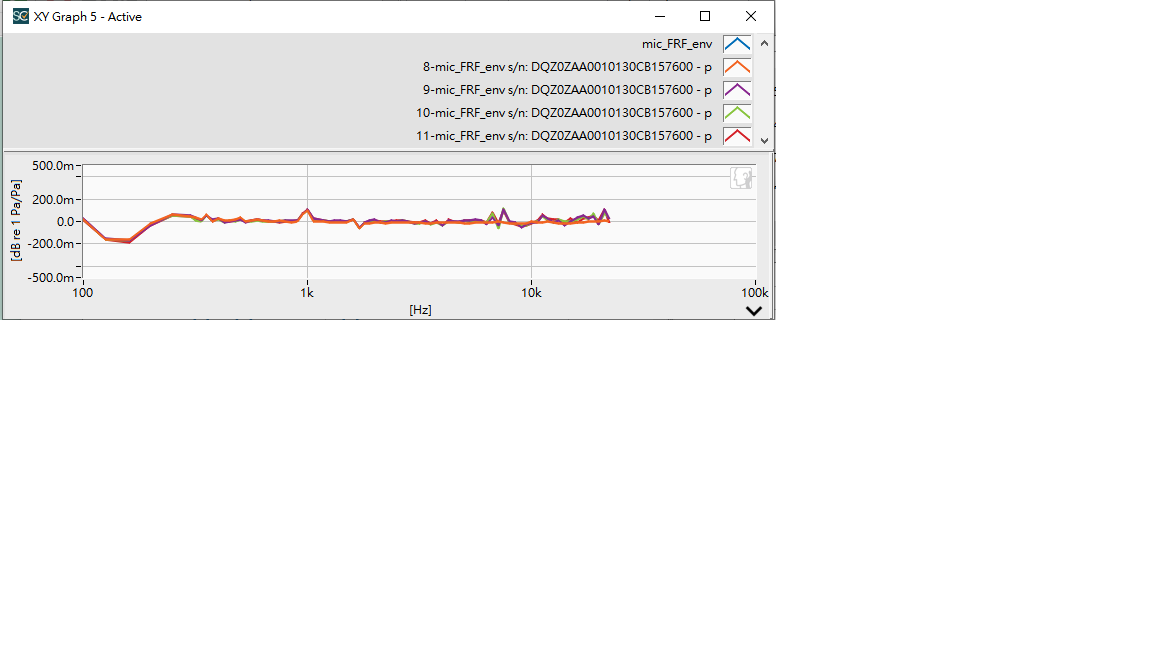 SC XY Graph 5 - Active
mic_FRF_env
8-mic_FRF_env s/n: DQZ0ZAA0010130CB157600 - p
9-mic_FRF_env s/n: DQZ0ZAA0010130CB157600 - p
10-mic_FRF_env s/n: DQZ0ZAA0010130CB157600 - p
11-mic_FRF_env s/n: DQZ0ZAA0010130CB157600 - p
[dB re 1 Pa/Pa]
500.0m
200.0m
0.0
-200.0m
-500.0m
100 1k 10k 100k
[Hz]